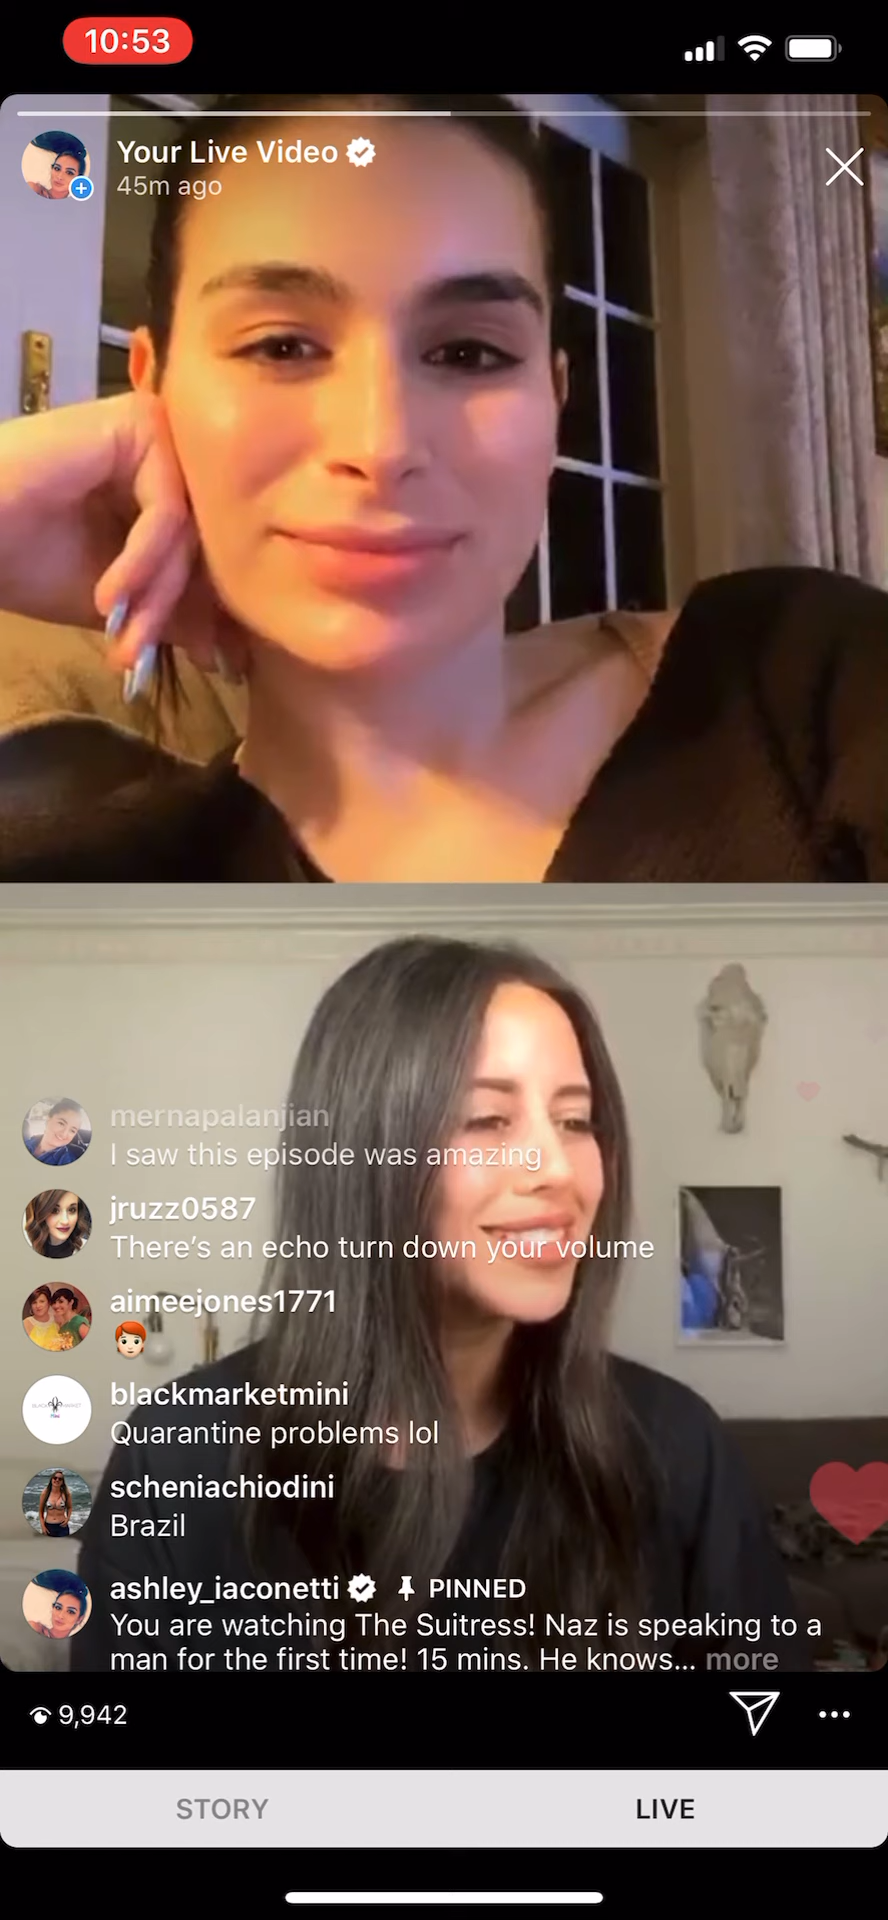 10:53
Your Live Video
45m ago
mernapalanjian
I saw this episode was amazing
jruzz0587
There's an echo turn down your volume
aimeejones1771
blackmarketmini
Quarantine problems lol
scheniachiodini
Brazil
ashley_iaconetti PINNED
You are watching The Suitress! Naz is speaking to a
man for the first time! 15 mins. He knows... more
9,942
STORY
LIVE